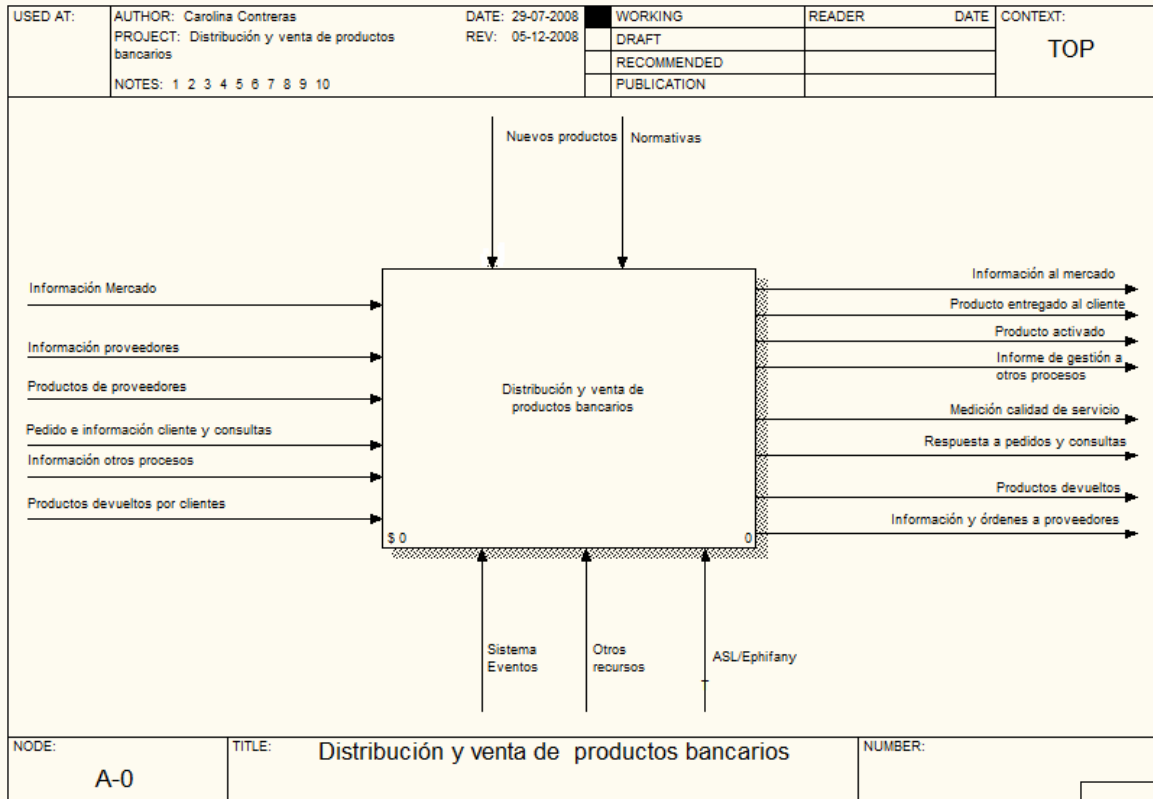 USED AT:
AUTHOR: Carolina Contreras
DATE: 29-07-2008
PROJECT: Distribución y venta de productos
bancarios
REV: 05-12-2008
NOTES: 1 2 3 4 5 6 7 8 9 10
WORKING
DRAFT
RECOMMENDED
PUBLICATION
READER DATE
CONTEXT:
TOP
Nuevos productos
Normativas
Información Mercado
Información proveedores
Productos de proveedores
Pedido e información cliente y consultas
Información otros procesos
Productos devueltos por clientes
Distribución y venta de
productos bancarios
$ 0
0
Información al mercado
Producto entregado al cliente
Producto activado
Informe de gestión a
otros procesos
Medición calidad de servicio
Respuesta a pedidos y consultas
Productos devueltos
Información y órdenes a proveedores
Sistema
Eventos
Otros
recursos
ASL/Ephifany
NODE:
A-0
TITLE:
Distribución y venta de productos bancarios
NUMBER: